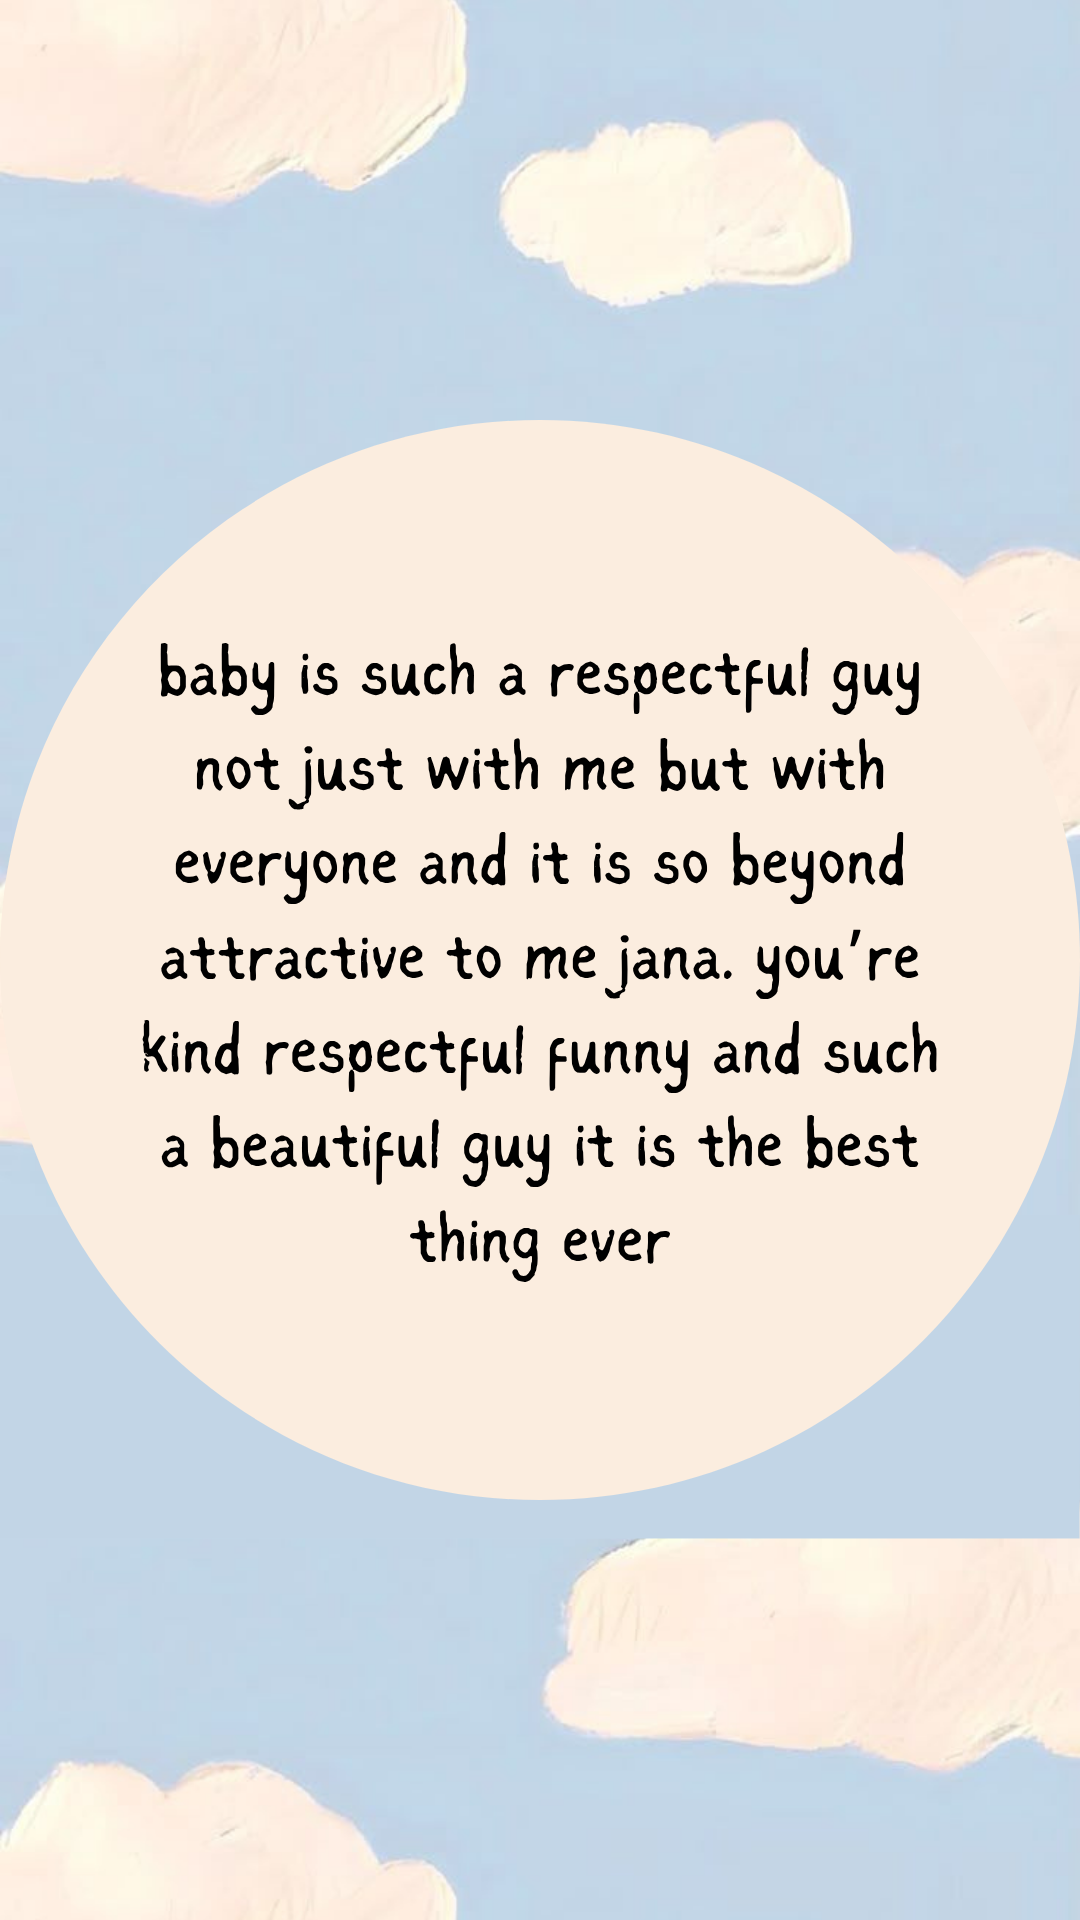 baby is such a respectful guy
not just with me but with
everyone and it is so beyond
attractive to me jana. you’re
kind respectful funny and such
a beautiful guy it is the best
thing ever